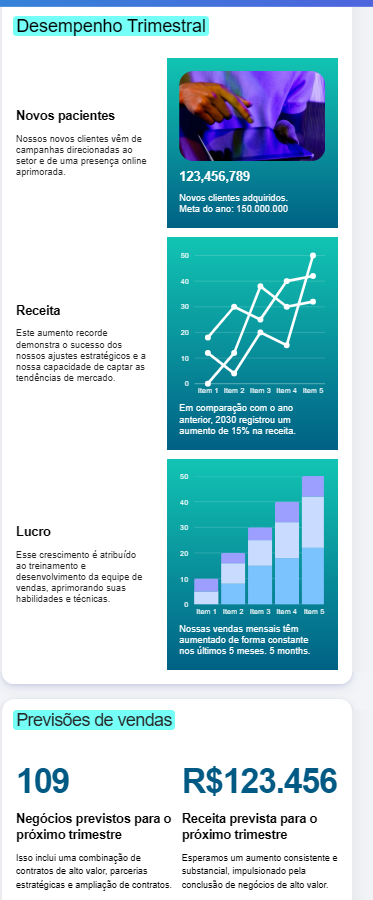 Desempenho Trimestral
Novos pacientes
Nossos novos clientes vêm de
campanhas direcionadas ao
setor e de uma presença online
aprimorada.
123,456,789
Novos clientes adquiridos.
Meta do ano: 150.000.000
Receita
Este aumento recorde
demonstra o sucesso dos
nossos ajustes estratégicos e a
nossa capacidade de captar as
tendências de mercado.
50
40
30
20
10
0
Item 1 Item 2 Item 3 Item 4 Item 5
Em comparação com o ano
anterior, 2030 registrou um
aumento de 15% na receita.
Lucro
Esse crescimento é atribuído
ao treinamento e
desenvolvimento da equipe de
vendas, aprimorando suas
habilidades e técnicas.
50
40
30
20
10
0
Item 1 Item 2 Item 3 Item 4 Item 5
Nossas vendas mensais têm
aumentado de forma constante
nos últimos 5 meses. 5 months.
Previsões de vendas
109
Negócios previstos para o
próximo trimestre
Isso inclui uma combinação de
contratos de alto valor, parcerias
estratégicas e ampliação de contratos.
R$123.456
Receita prevista para o
próximo trimestre
Esperamos um aumento consistente e
substancial, impulsionado pela
conclusão de negócios de alto valor.